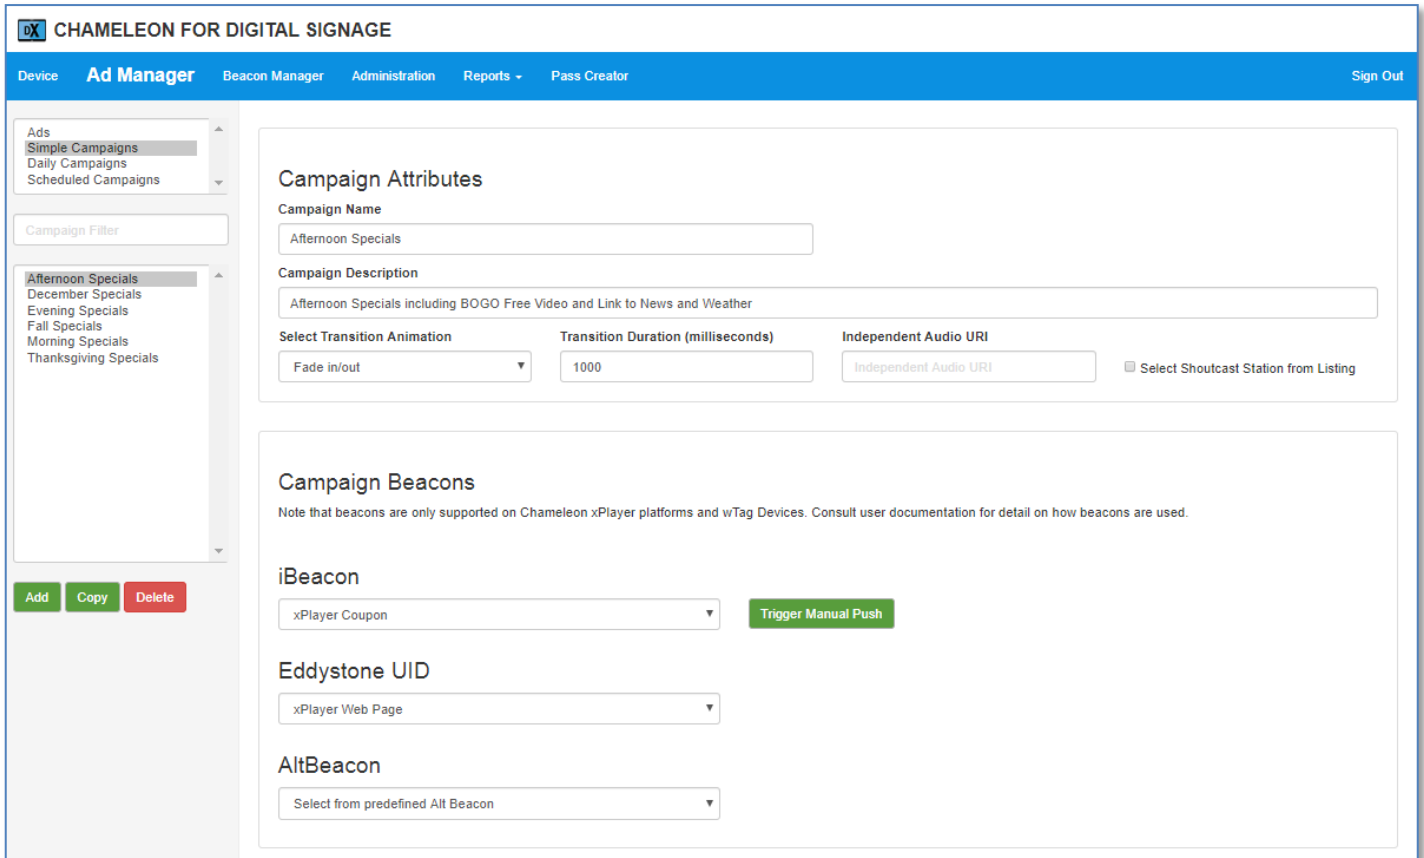 DX CHAMELEON FOR DIGITAL SIGNAGE
Device Ad Manager Beacon Manager Administration Reports Pass Creator Sign Out
Ads
Simple Campaigns
Daily Campaigns
Scheduled Campaigns
Campaign Filter
Afternoon Specials
December Specials
Evening Specials
Fall Specials
Morning Specials
Thanksgiving Specials
Add Copy Delete
Campaign Attributes
Campaign Name
Afternoon Specials
Campaign Description
Afternoon Specials including BOGO Free Video and Link to News and Weather
Select Transition Animation Transition Duration (milliseconds) Independent Audio URI
Fade in/out 1000 Independent Audio URI Select Shoutcast Station from Listing
Campaign Beacons
Note that beacons are only supported on Chameleon xPlayer platforms and wTag Devices. Consult user documentation for detail on how beacons are used.
iBeacon
xPlayer Coupon Trigger Manual Push
Eddystone UID
xPlayer Web Page
AltBeacon
Select from predefined Alt Beacon